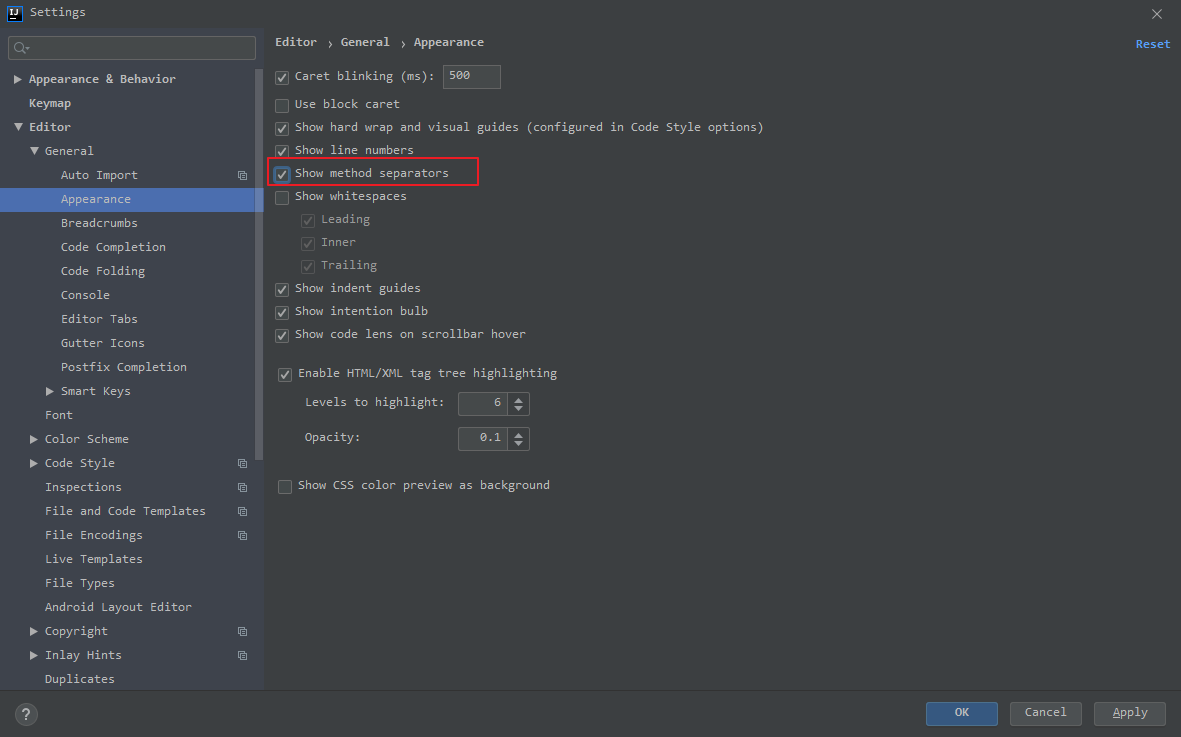 IJ Settings
Editor › General › Appearance
Reset
Appearance & Behavior
Keymap
Editor
General
Auto Import
Appearance
Breadcrumbs
Code Completion
Code Folding
Console
Editor Tabs
Gutter Icons
Postfix Completion
Smart Keys
Font
Color Scheme
Code Style
Inspections
File and Code Templates
File Encodings
Live Templates
File Types
Android Layout Editor
Copyright
Inlay Hints
Duplicates
Caret blinking (ms): 500
Use block caret
Show hard wrap and visual guides (configured in Code Style options)
Show line numbers
Show method separators
Show whitespaces
Leading
Inner
Trailing
Show indent guides
Show intention bulb
Show code lens on scrollbar hover
Enable HTML/XML tag tree highlighting
Levels to highlight: 6
Opacity: 0.1
Show CSS color preview as background
? OK Cancel Apply